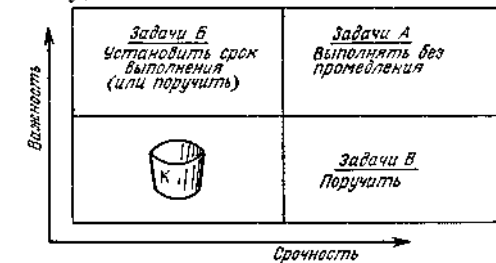 Задачи Б
Установить срок
выполнения
(или поручить)
Задачи А
Выполнять без
промедления
Важность
К
Задачи В
Поручить
Срочность